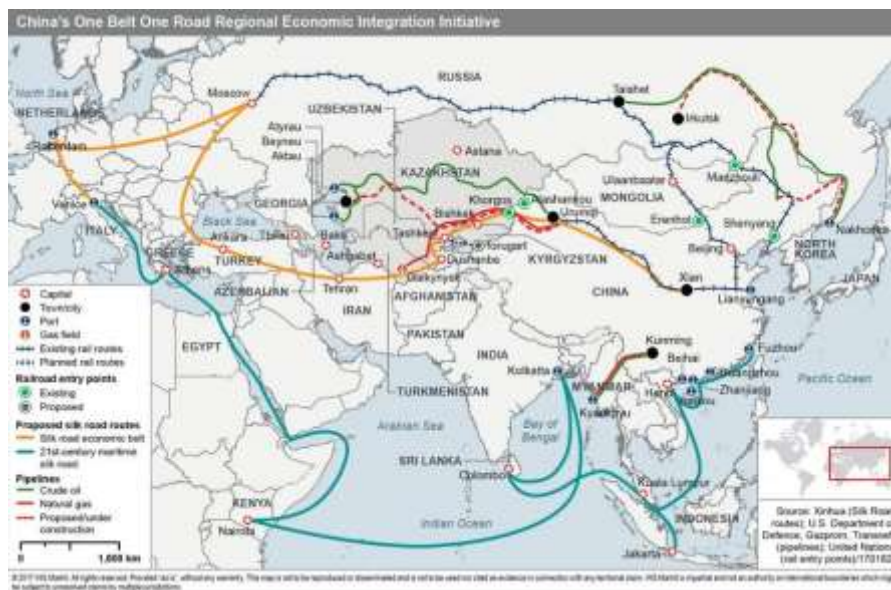 China's One Belt One Road Regional Economic Integration Initiative
North Sea
NETHERLANDS
Rotterdam
Moscow
RUSSIA
Taishet
Irkutsk
UZBEKISTAN
Atyrau
Beyneu
Aktau
Astana
KAZAKHSTAN
Venice
ITALY
Black Sea
GEORGIA
Tbilisi
Baku
Khorgos
Alashankou
Bishkek
Urumqi
Ulaanbaatar
MONGOLIA
Erenhot
Shenyang
Nakhodka
NORTH
KOREA
JAPAN
GREECE
Athens
Ankara
TURKEY
Ashgabat
Tashkent
Torugart
Dushanbe
KYRGYZSTAN
Beijing
AZERBAIJAN
Tehran
IRAN
AFGHANISTAN
CHINA
Xian
Lianyungang
EGYPT
PAKISTAN
INDIA
TURKMENISTAN
Kolkata
MYANMAR
Kunming
Beihai
Fuzhou
Guangzhou
Zhanjiang
Pacific Ocean
Arabian Sea
Bay of
Bengal
SRI LANKA
Colombo
Kuala Lumpur
INDONESIA
Jakarta
Indian Ocean
KENYA
Nairobi
Capital
Town/city
Port
Gas field
Existing rail routes
Planned rail routes
Railroad entry points
Existing
Proposed
Proposed silk road routes
Silk road economic belt
21st-century maritime
silk road
Pipelines
Crude oil
Natural gas
Proposed/under
construction
0
1,000 km
Source: Xinhua (Silk Road
routes); U.S. Department of
Defence, Gazprom, Transneft
(pipelines); United Nations
(rail entry points)/170182